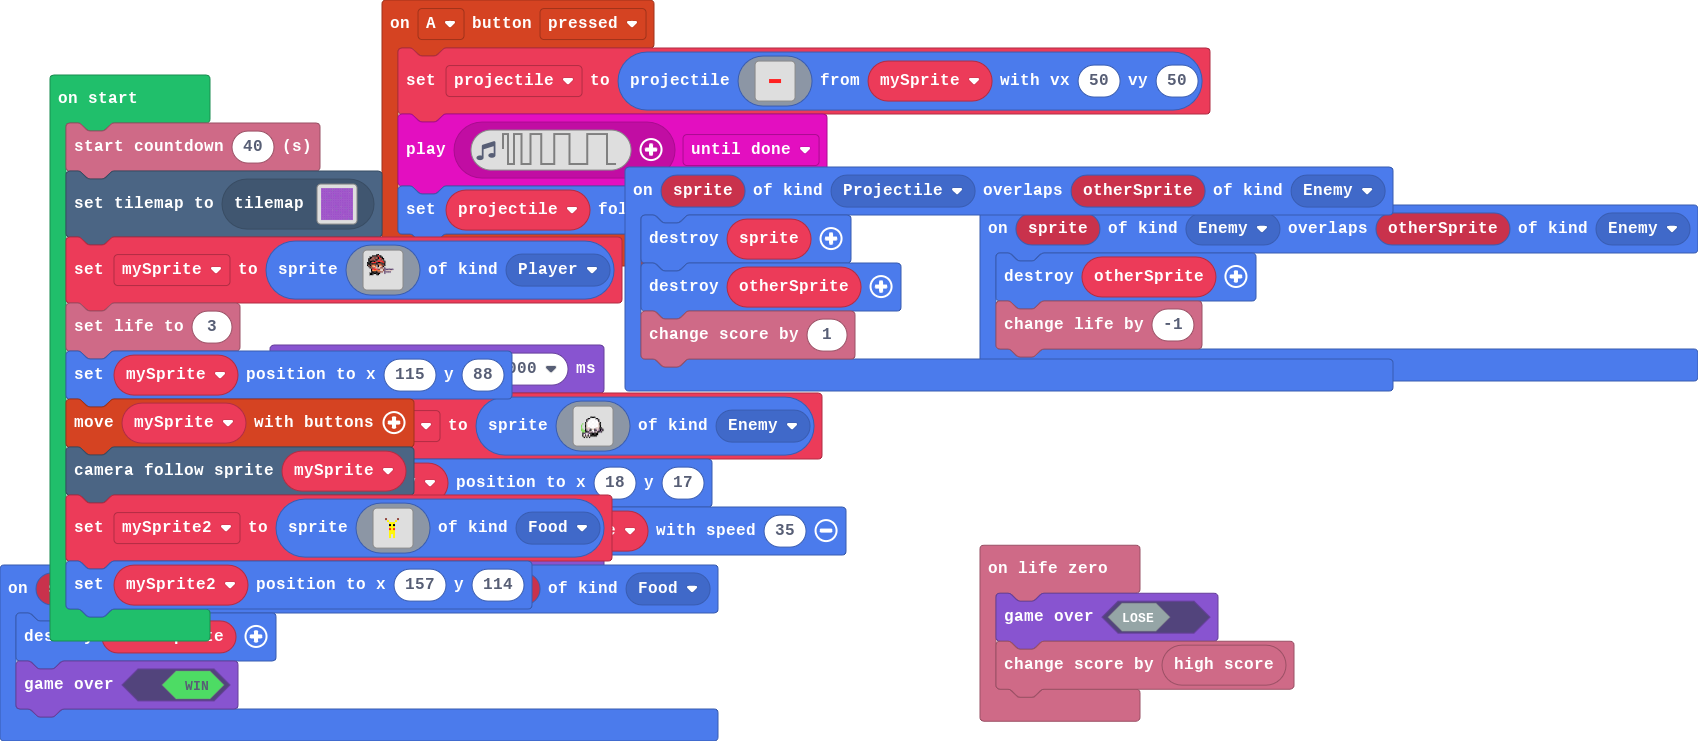 on A button pressed
set projectile to projectile from mySprite with vx 50 vy 50
play until done
set projectile fol
on start
start countdown 40 (s)
set tilemap to tilemap
set mySprite to sprite of kind Player
set life to 3
set mySprite position to x 115 y 88
move mySprite with buttons
camera follow sprite mySprite
set mySprite2 to sprite of kind Food
set mySprite2 position to x 157 y 114
on sprite of kind Projectile overlaps otherSprite of kind Enemy
destroy sprite
destroy otherSprite
change score by 1
on sprite of kind Enemy overlaps otherSprite of kind Enemy
destroy otherSprite
change life by -1
ms
to sprite of kind Enemy
position to x 18 y 17
with speed 35
on of kind Food
game over WIN
on life zero
game over LOSE
change score by high score